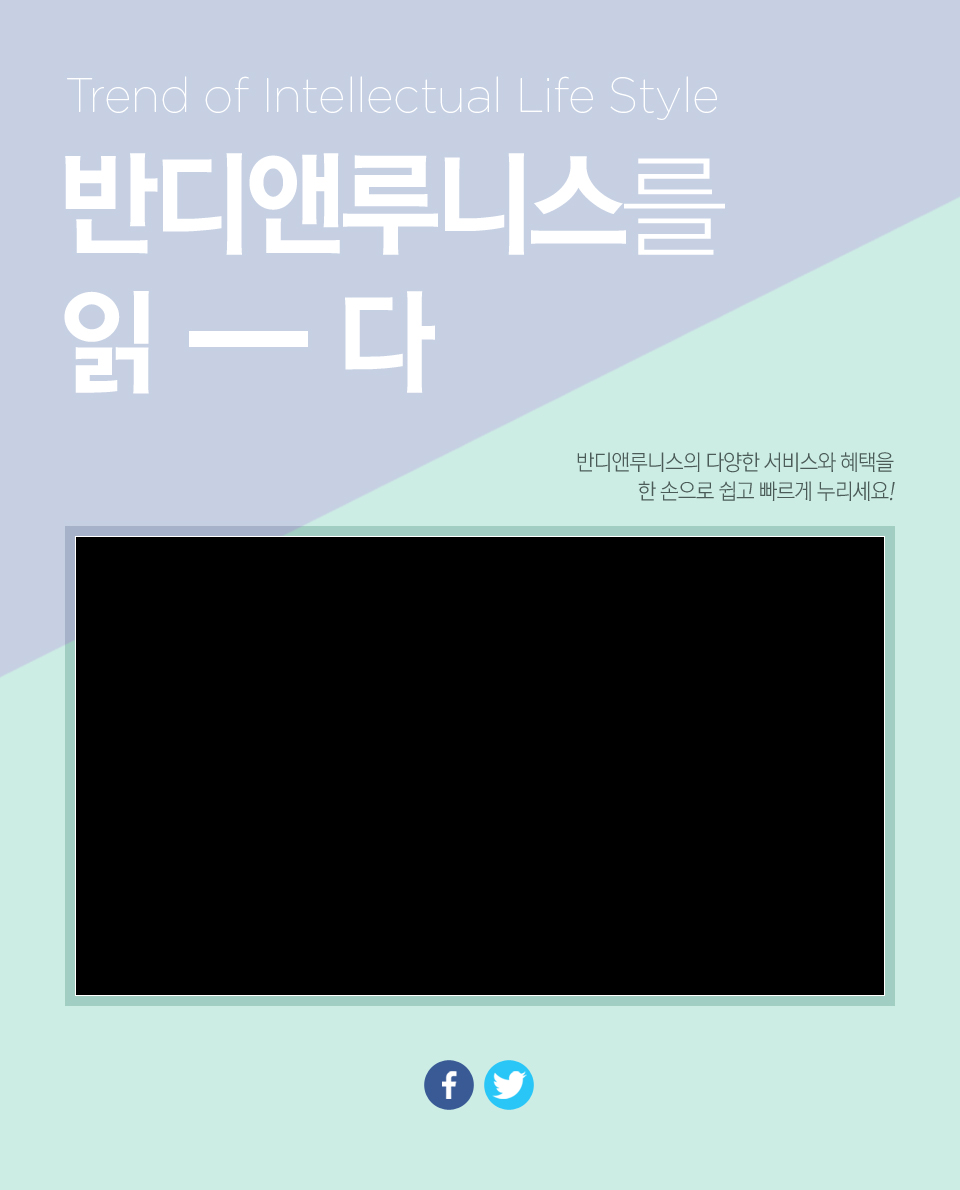 Trend of Intellectual Life Style
반디앤루니스를
읽 — 다
반디앤루니스의 다양한 서비스와 혜택을
한 손으로 쉽고 빠르게 누리세요!